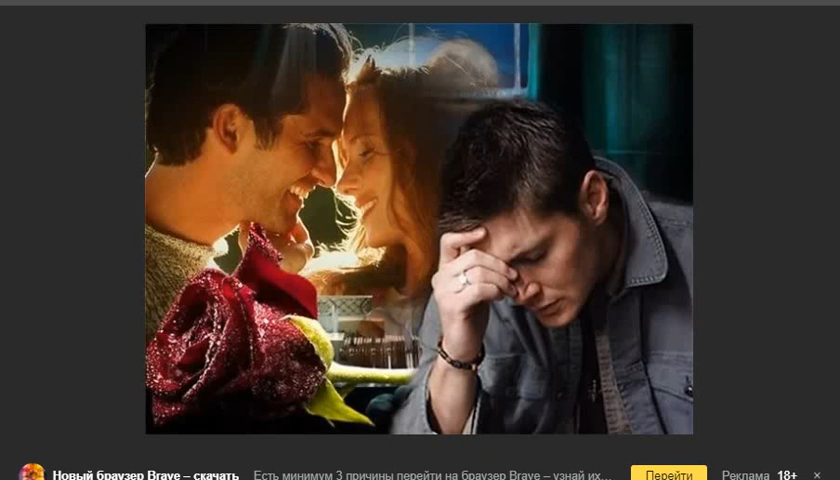 Новый браузер Brave – скачать Есть минимум 3 причины перейти на браузер Brave – узнай их... Перейти Реклама 18+ ×